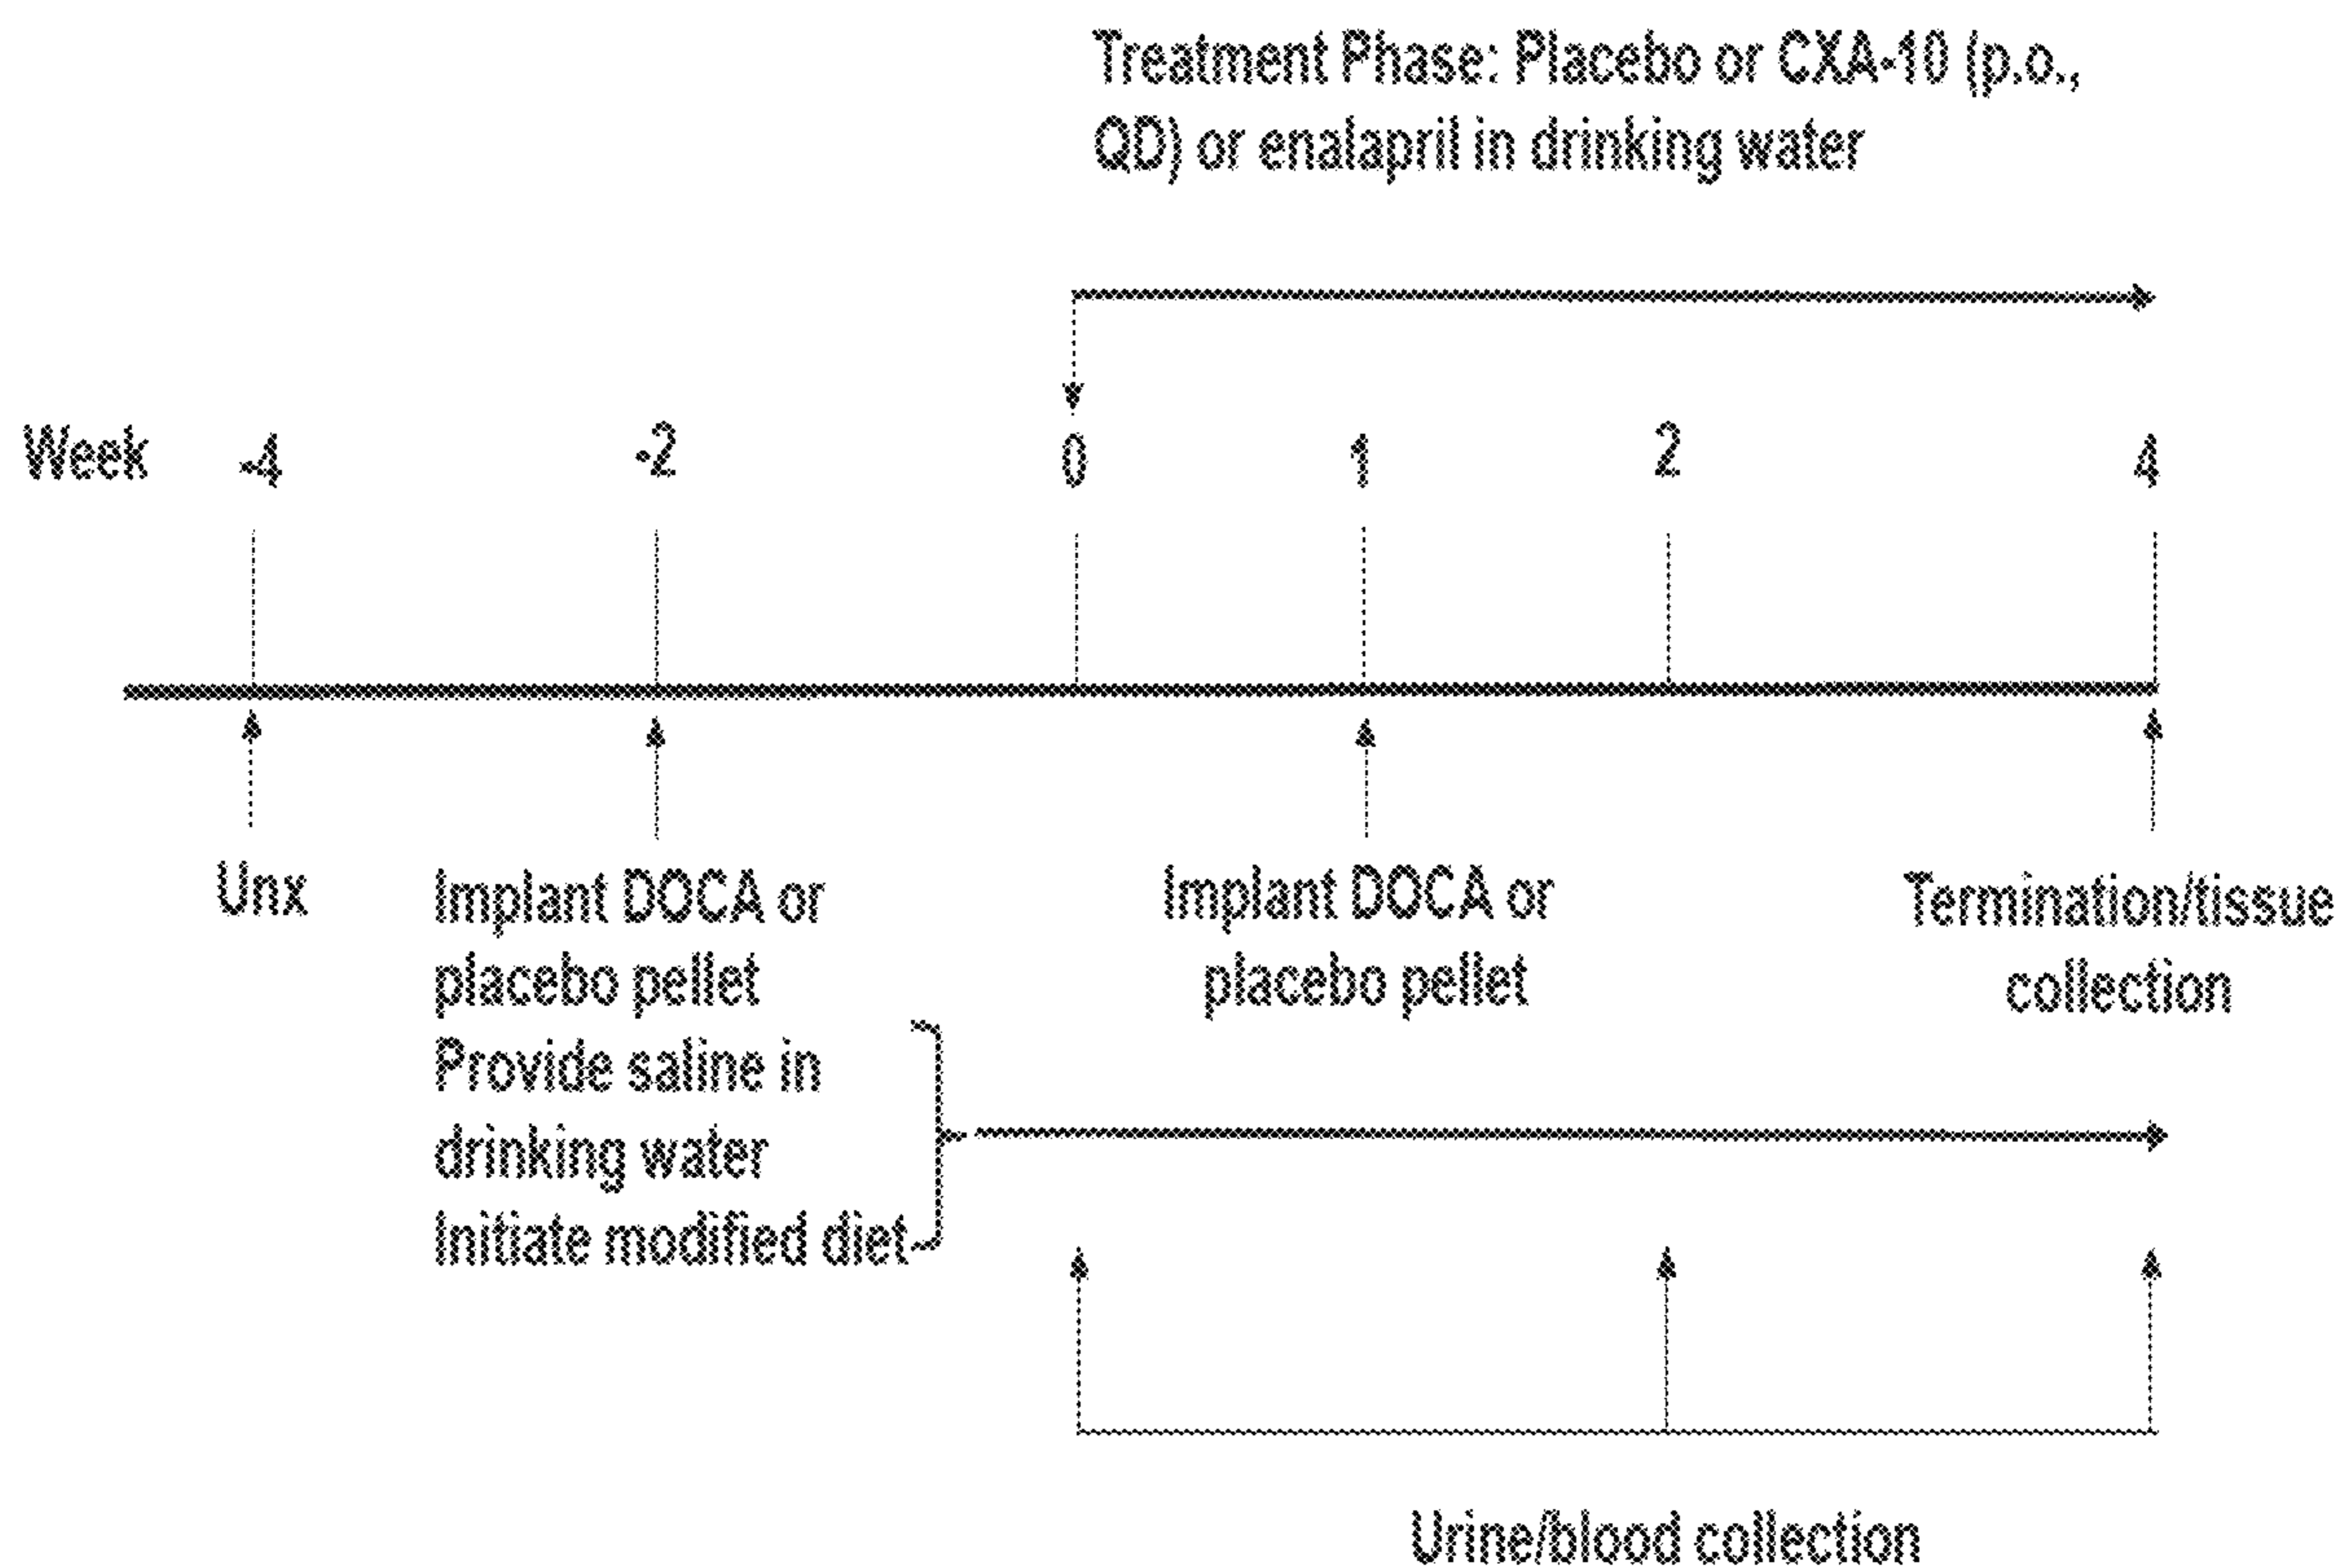 Treatment Phase: Placebo or CXA-10 (p.o.,
QD) or enalapril in drinking water
Week -4 -2 0 1 2 4
Unx
Implant DOCA or
placebo pellet
Provide saline in
drinking water
Initiate modified diet
Implant DOCA or
placebo pellet
Termination/tissue
collection
Urine/blood collection